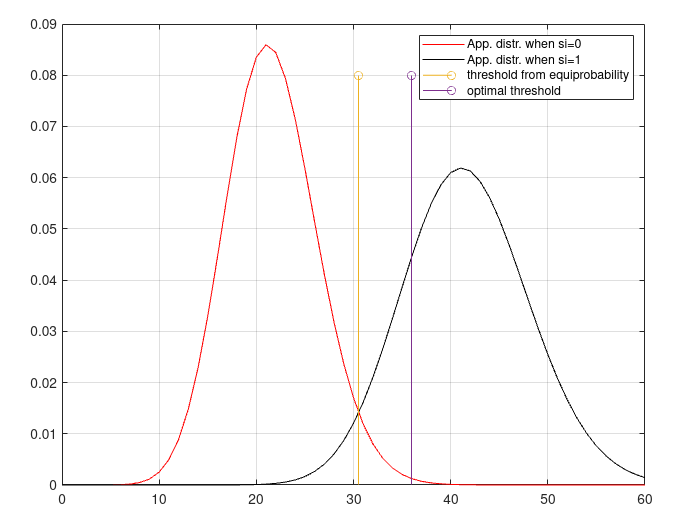 0.09
0.08
0.07
0.06
0.05
0.04
0.03
0.02
0.01
0
0 10 20 30 40 50 60
App. distr. when si=0
App. distr. when si=1
threshold from equiprobability
optimal threshold